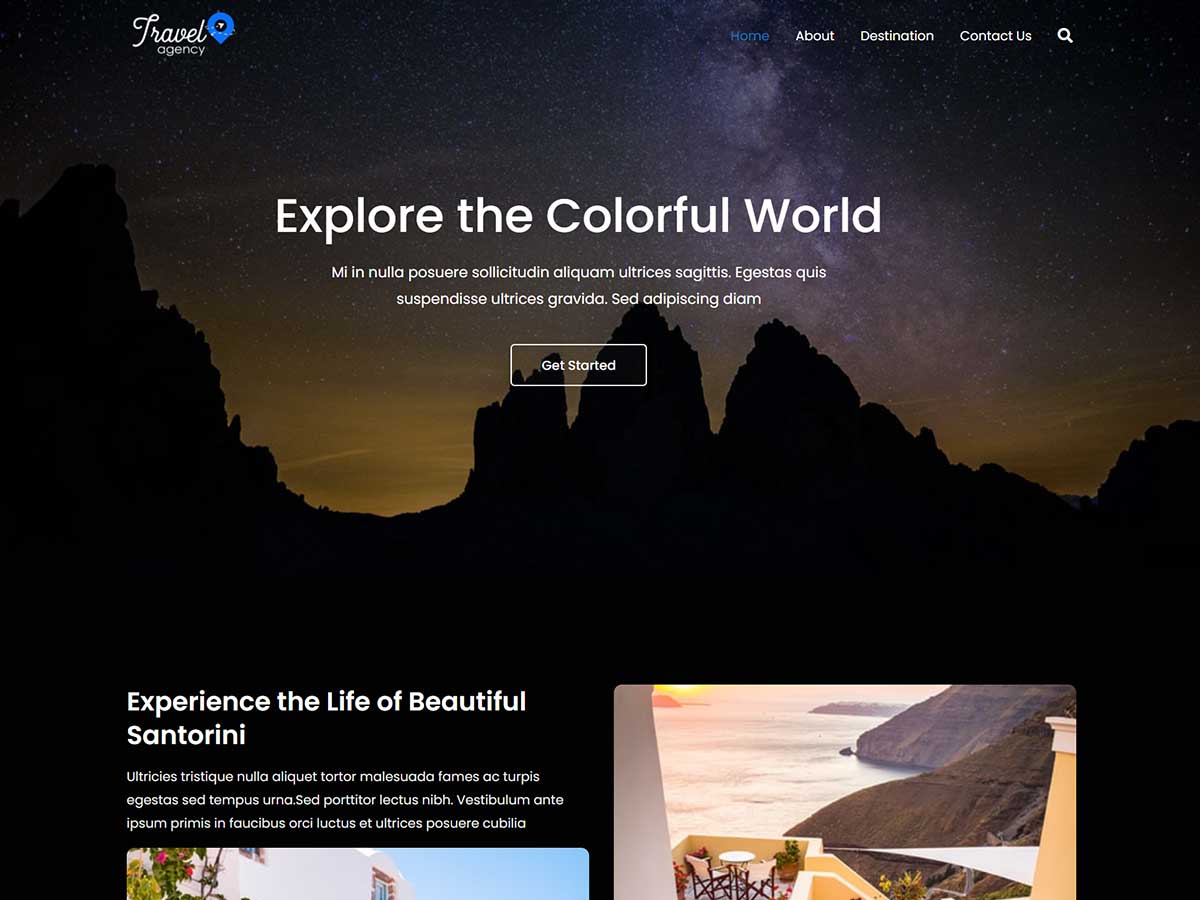 Travel
agency
Home About Destination Contact Us
Explore the Colorful World
Mi in nulla posuere sollicitudin aliquam ultrices sagittis. Egestas quis
suspendisse ultrices gravida. Sed adipiscing diam
Get Started
Experience the Life of Beautiful
Santorini
Ultricies tristique nulla aliquet tortor malesuada fames ac turpis
egestas sed tempus urna.Sed porttitor lectus nibh. Vestibulum ante
ipsum primis in faucibus orci luctus et ultrices posuere cubilia